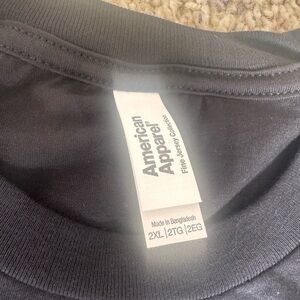 American
Apparel®
Fine Jersey Collection
Made in Bangladesh
2XL|2TG|2EG